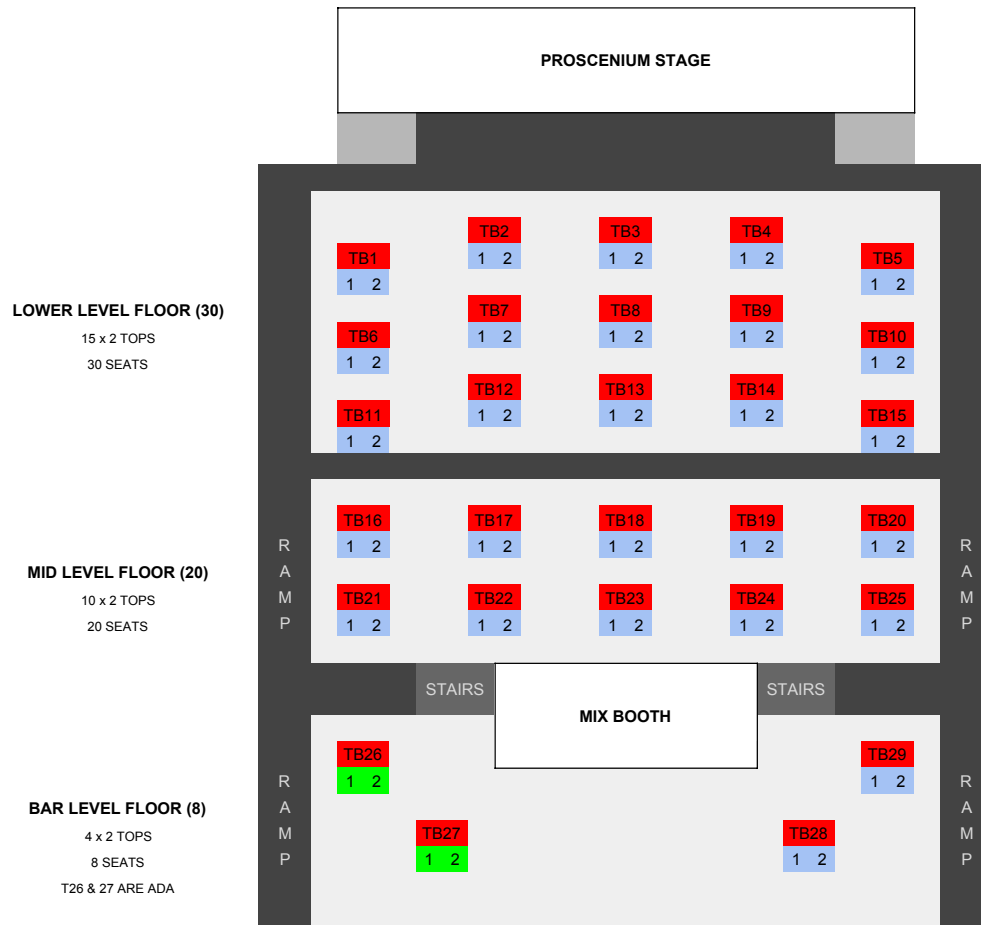 PROSCENIUM STAGE
TB2 TB3 TB4
1 2 1 2 1 2
TB1 TB5
1 2 1 2
LOWER LEVEL FLOOR (30)
15 x 2 TOPS
30 SEATS
TB7 TB8 TB9
1 2 1 2 1 2
TB6 TB10
1 2 1 2
TB12 TB13 TB14
1 2 1 2 1 2
TB11 TB15
1 2 1 2
MID LEVEL FLOOR (20)
10 x 2 TOPS
20 SEATS
RAMP
TB16 TB17 TB18 TB19 TB20
1 2 1 2 1 2 1 2 1 2
TB21 TB22 TB23 TB24 TB25
1 2 1 2 1 2 1 2 1 2
RAMP
STAIRS
MIX BOOTH
STAIRS
BAR LEVEL FLOOR (8)
4 x 2 TOPS
8 SEATS
T26 & 27 ARE ADA
RAMP
TB26 TB29
1 2 1 2
TB27 TB28
1 2 1 2
RAMP